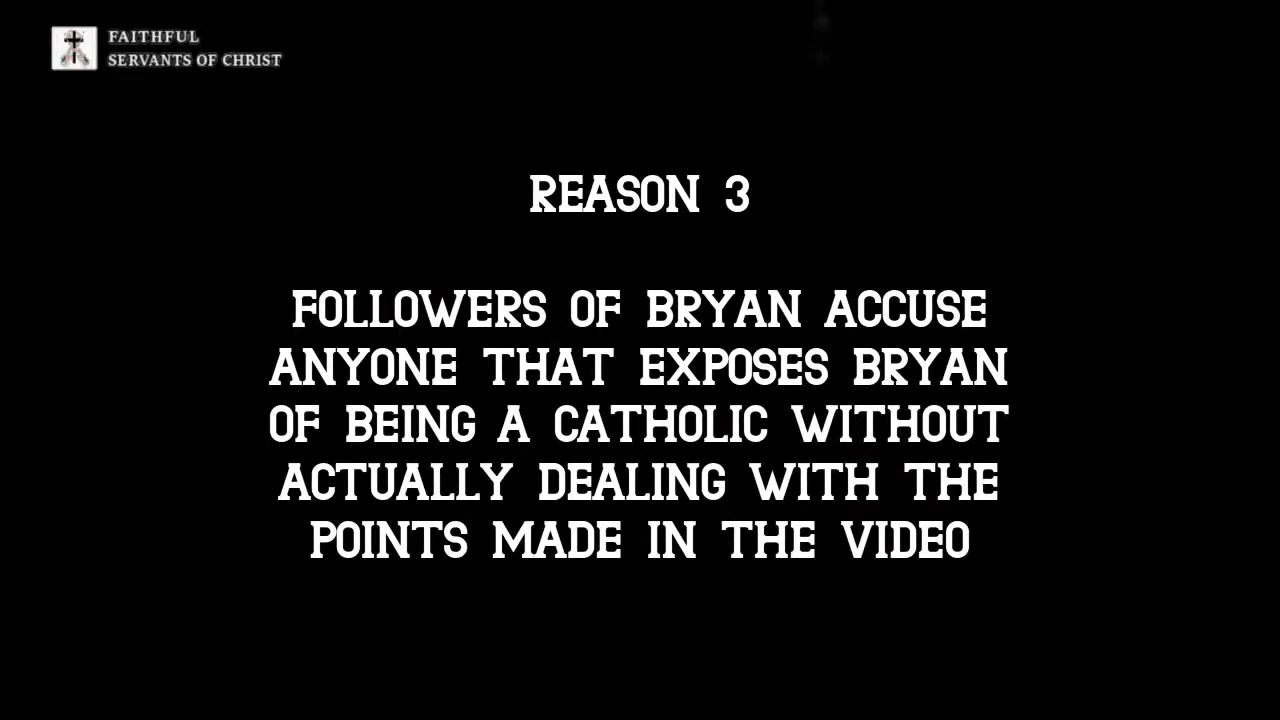 FAITHFUL
SERVANTS OF CHRIST
REASON 3
FOLLOWERS OF BRYAN ACCUSE
ANYONE THAT EXPOSES BRYAN
OF BEING A CATHOLIC WITHOUT
ACTUALLY DEALING WITH THE
POINTS MADE IN THE VIDEO